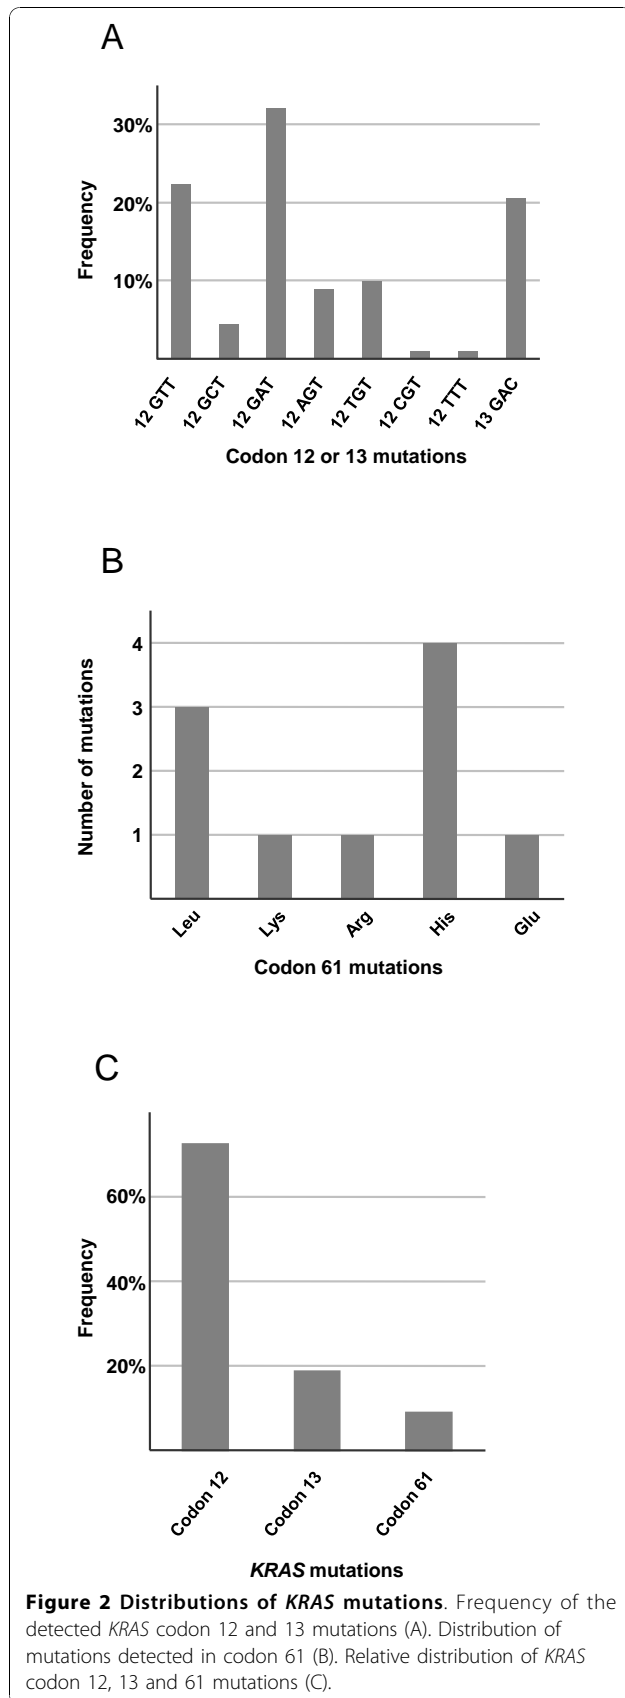 A
30%
20%
10%
Frequency
12 GTT
12 GCT
12 GAT
12 AGT
12 TGT
12 CGT
12 TTT
13 GAC
Codon 12 or 13 mutations
B
4
3
2
1
Number of mutations
Leu
Lys
Arg
His
Glu
Codon 61 mutations
C
60%
40%
20%
Frequency
Codon 12
Codon 13
Codon 61
KRAS mutations
Figure 2 Distributions of KRAS mutations. Frequency of the
detected KRAS codon 12 and 13 mutations (A). Distribution of
mutations detected in codon 61 (B). Relative distribution of KRAS
codon 12, 13 and 61 mutations (C).